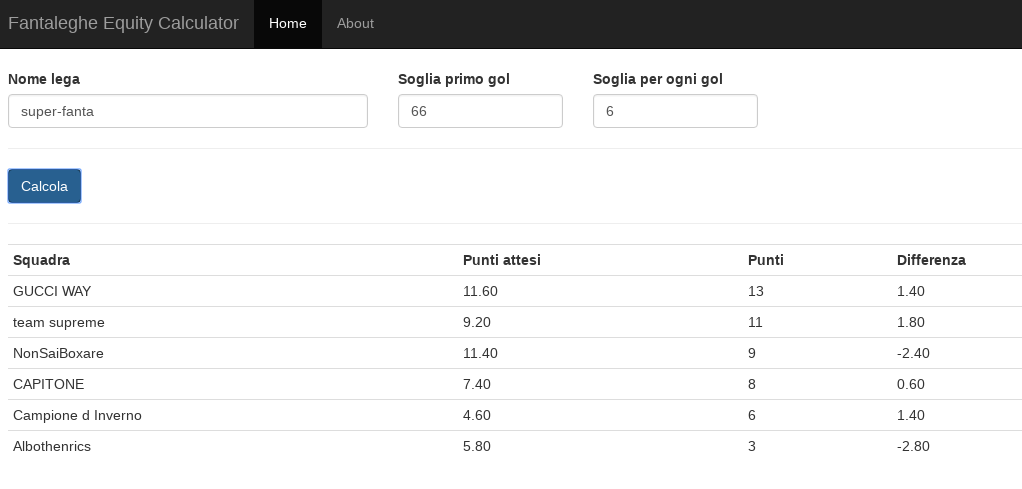 Fantaleghe Equity Calculator Home About
Nome lega Soglia primo gol Soglia per ogni gol
super-fanta 66 6
Calcola
Squadra Punti attesi Punti Differenza
GUCCI WAY 11.60 13 1.40
team supreme 9.20 11 1.80
NonSaiBoxare 11.40 9 -2.40
CAPITONE 7.40 8 0.60
Campione d Inverno 4.60 6 1.40
Albothenrics 5.80 3 -2.80